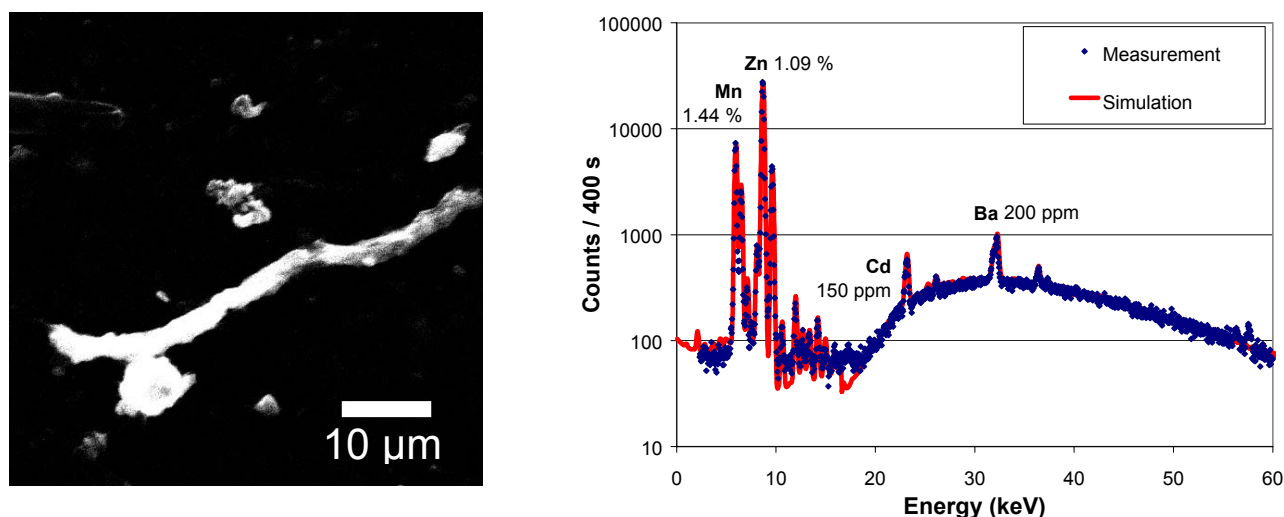 10 µm
100000
10000
1000
100
10
Counts / 400 s
0 10 20 30 40 50 60
Energy (keV)
Measurement
Simulation
Zn 1.09 %
Mn
1.44 %
Cd
150 ppm
Ba 200 ppm